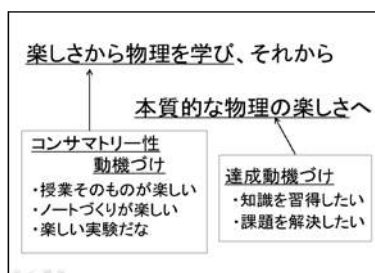 楽しさから物理を学び、それから
本質的な物理の楽しさへ
コンサマトリー性
動機づけ
・授業そのものが楽しい
・ノートづくりが楽しい
・楽しい実験だな
達成動機づけ
・知識を習得したい
・課題を解決したい